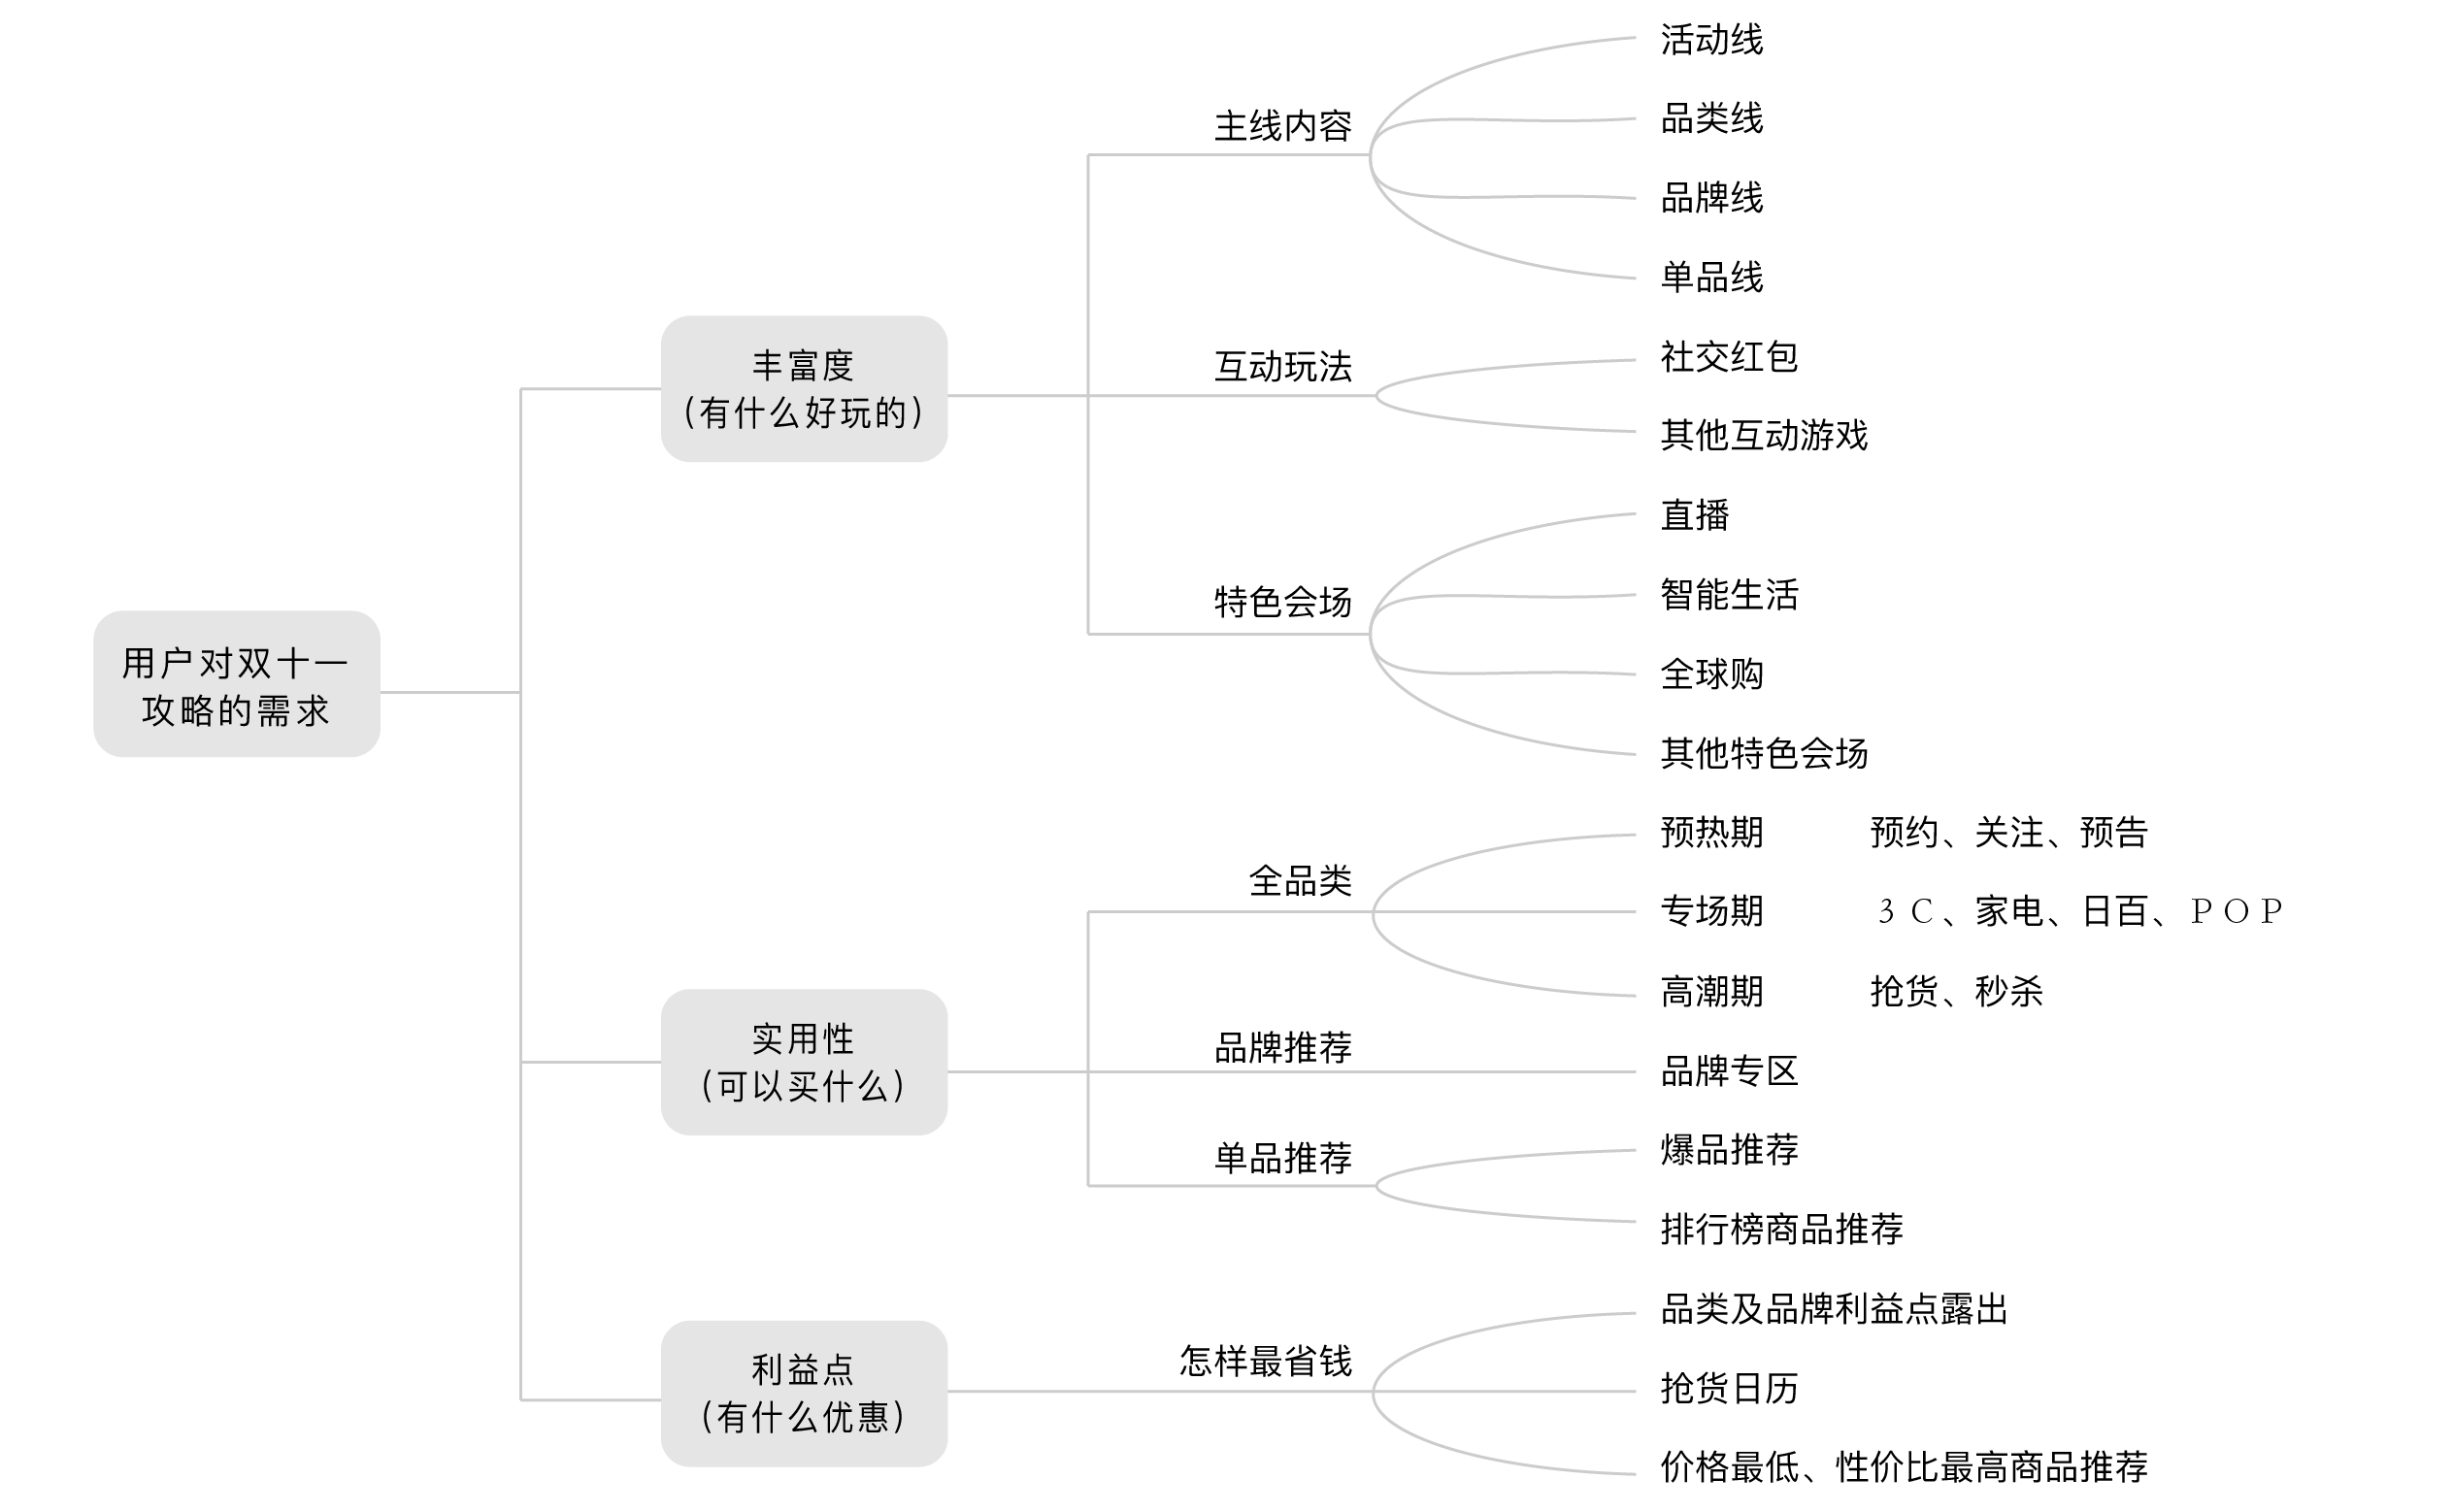 用户对双十一
攻略的需求
丰富度
(有什么好玩的)
主线内容
活动线
品类线
品牌线
单品线
互动玩法
社交红包
其他互动游戏
特色会场
直播
智能生活
全球购
其他特色会场
实用性
(可以买什么)
全品类
预热期 预约、关注、预告
专场期 3C、家电、日百、POP
高潮期 抢货、秒杀
品牌推荐
品牌专区
单品推荐
爆品推荐
排行榜商品推荐
利益点
(有什么优惠)
怎样最省钱
品类及品牌利益点露出
抢货日历
价格最低、性价比最高商品推荐